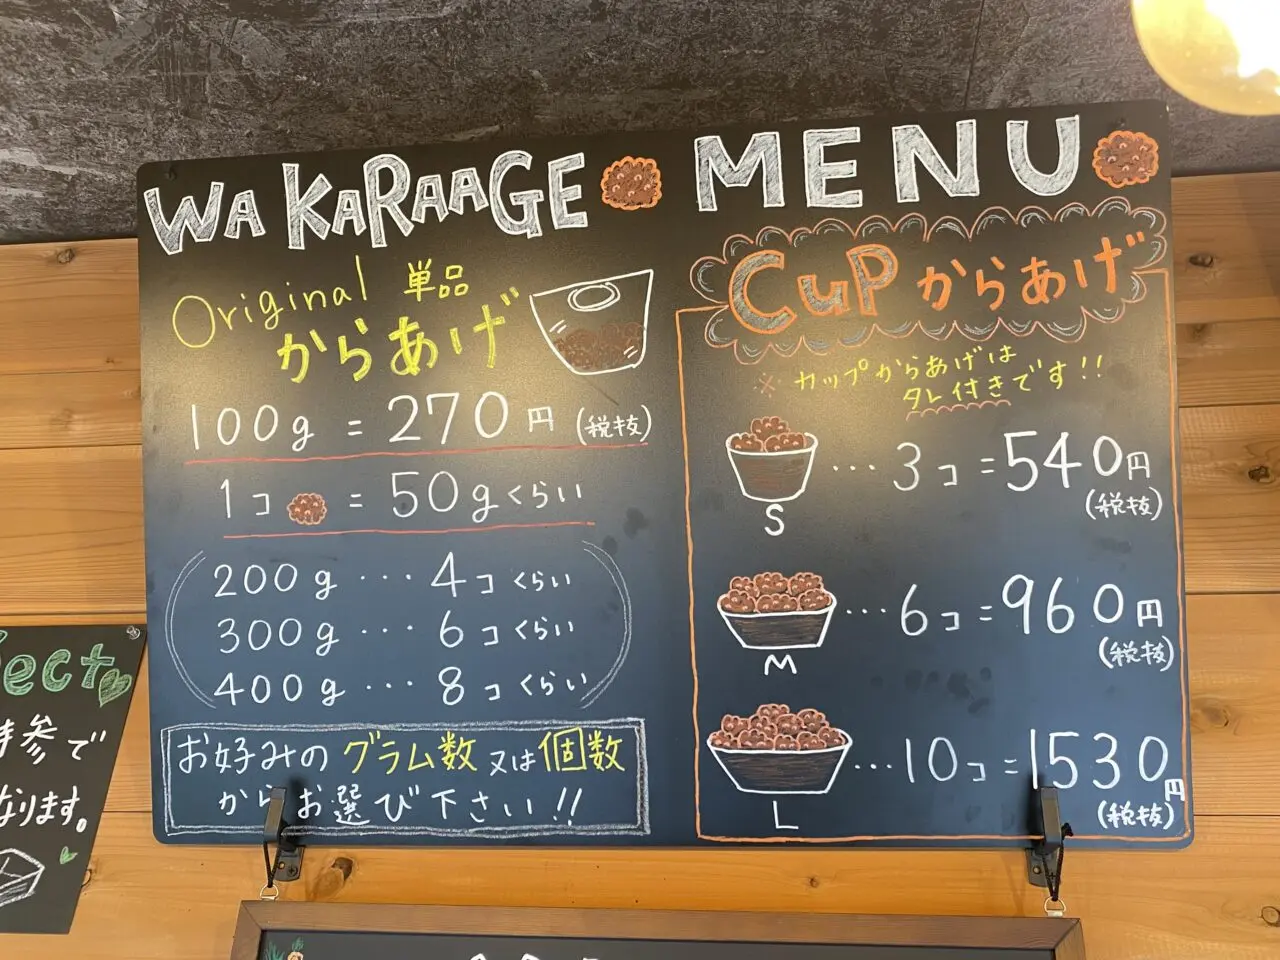 WA KARAAGE MENU
Original 単品
からあげ
100g = 270円 (税抜)
1コ = 50gくらい
200g ··· 4コくらい
300g ··· 6コくらい
400g ··· 8コくらい
お好みのグラム数又は個数
からお選び下さい!!
CuPからあげ
※カップからあげは
タレ付きです!!
S ··· 3コ = 540円
(税抜)
M ··· 6コ = 960円
(税抜)
L ··· 10コ = 1530円
(税抜)
ect
参で
なります。